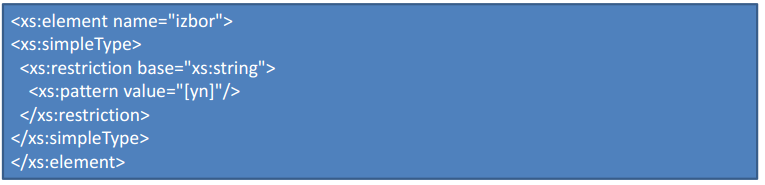 <xs:element name="izbor">
<xs:simpleType>
<xs:restriction base="xs:string">
<xs:pattern value="[yn]"/>
</xs:restriction>
</xs:simpleType>
</xs:element>